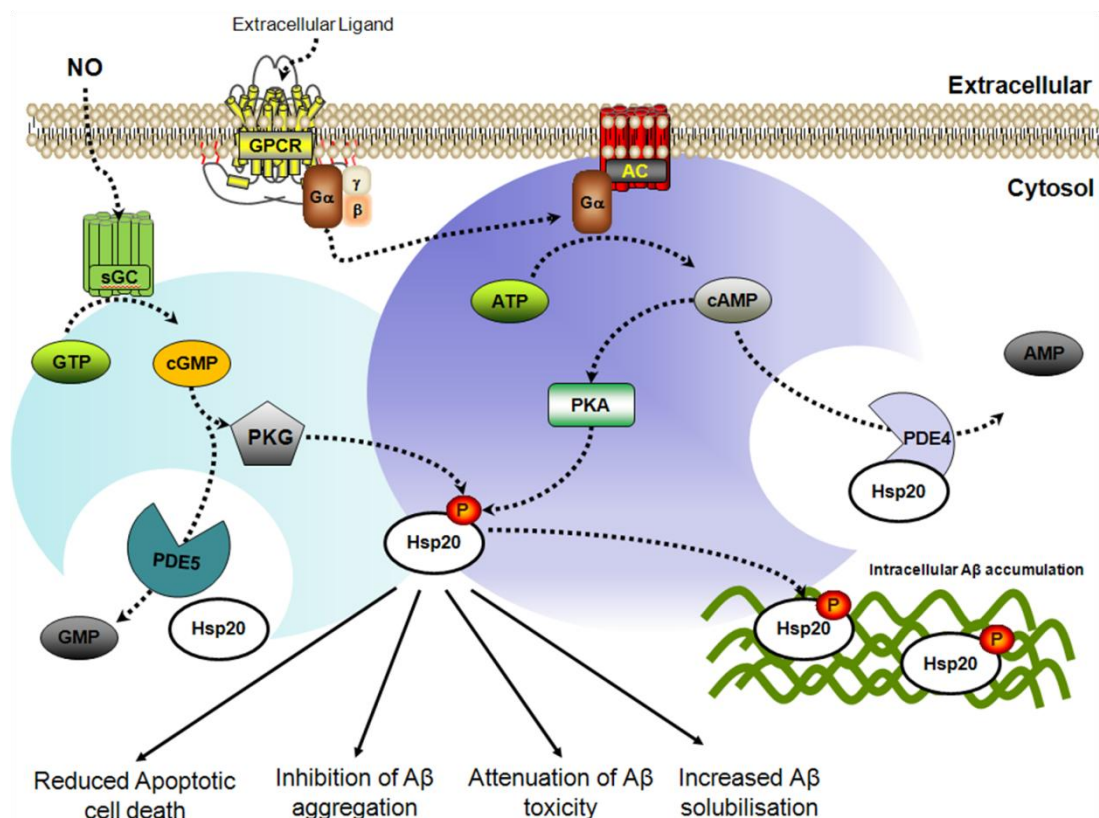 Extracellular Ligand
NO
Extracellular
GPCR
AC
Cytosol
Gα
γ
β
Gα
sGC
ATP
cAMP
GTP
cGMP
AMP
PKA
PKG
PDE4
Hsp20
P
Hsp20
PDE5
Intracellular Aβ accumulation
P
Hsp20
P
Hsp20
Hsp20
GMP
Reduced Apoptotic
cell death
Inhibition of Aβ
aggregation
Attenuation of Aβ
toxicity
Increased Aβ
solubilisation